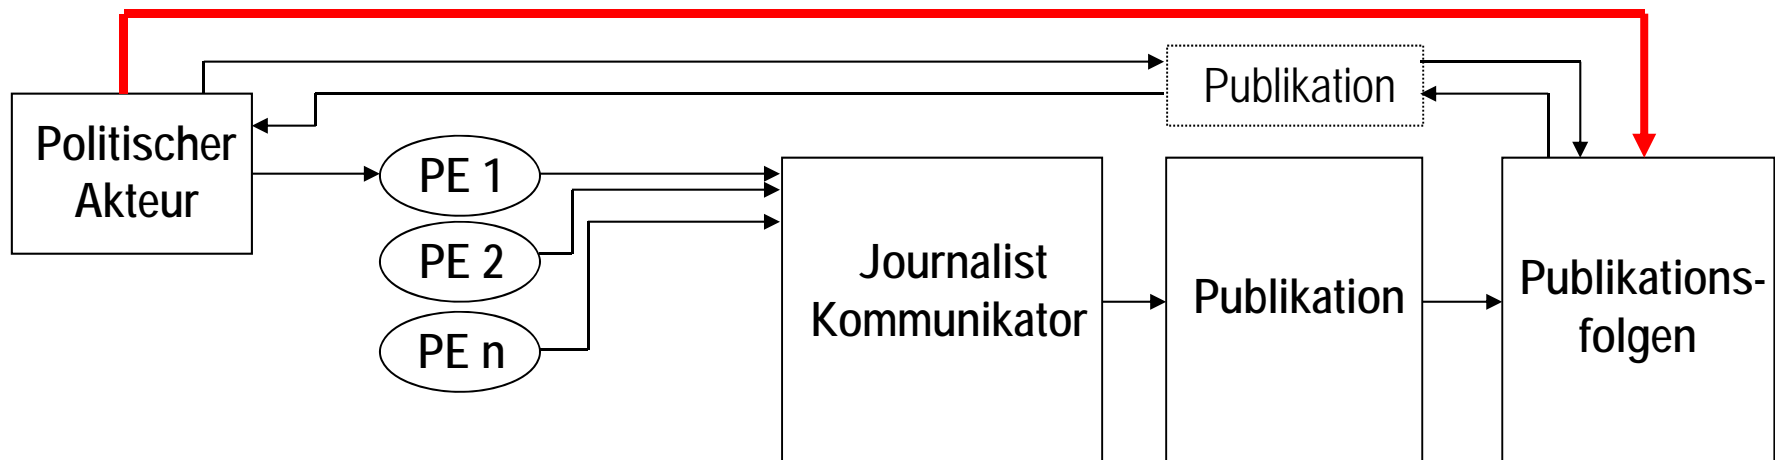 Publikation
Politischer
Akteur
PE 1
PE 2
PE n
Journalist
Kommunikator
Publikation
Publikations-
folgen